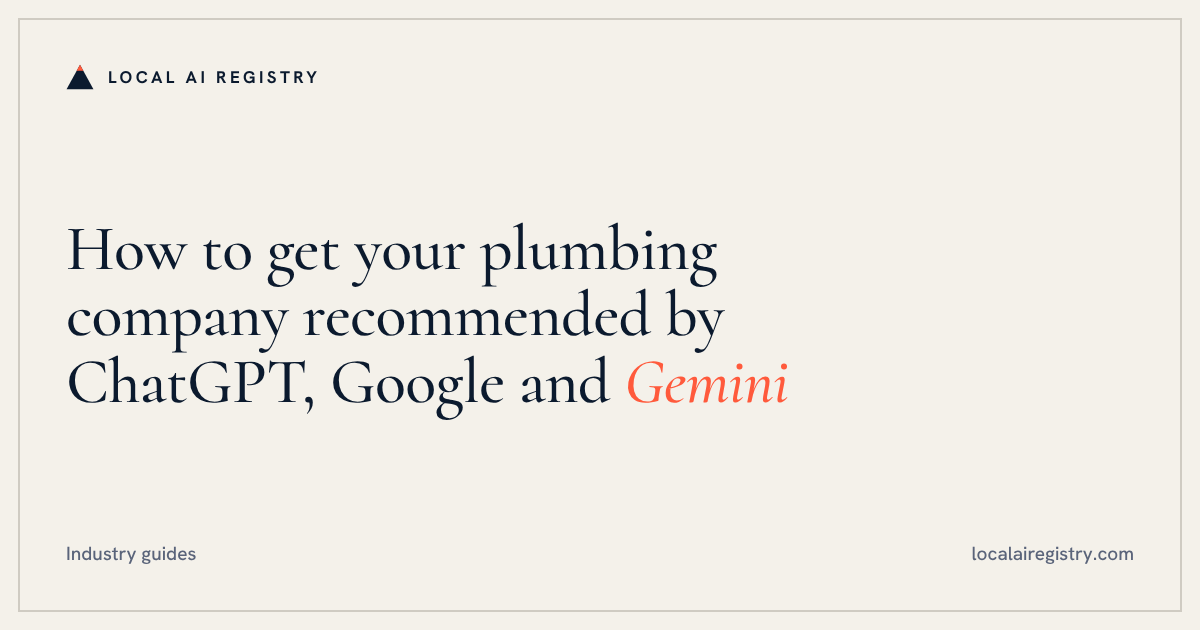 LOCAL AI REGISTRY
How to get your plumbing
company recommended by
ChatGPT, Google and Gemini
Industry guides
localairegistry.com